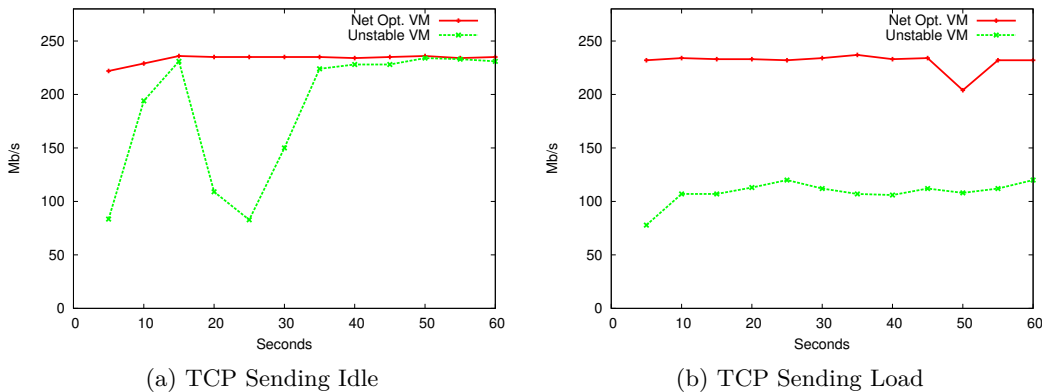 Net Opt. VM
Unstable VM
250
200
150
100
50
0
Mb/s
0 10 20 30 40 50 60
Seconds
(a) TCP Sending Idle
Net Opt. VM
Unstable VM
250
200
150
100
50
0
Mb/s
0 10 20 30 40 50 60
Seconds
(b) TCP Sending Load